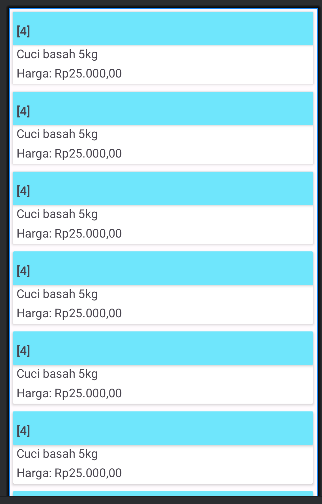 [4]
Cuci basah 5kg
Harga: Rp25.000,00
[4]
Cuci basah 5kg
Harga: Rp25.000,00
[4]
Cuci basah 5kg
Harga: Rp25.000,00
[4]
Cuci basah 5kg
Harga: Rp25.000,00
[4]
Cuci basah 5kg
Harga: Rp25.000,00
[4]
Cuci basah 5kg
Harga: Rp25.000,00